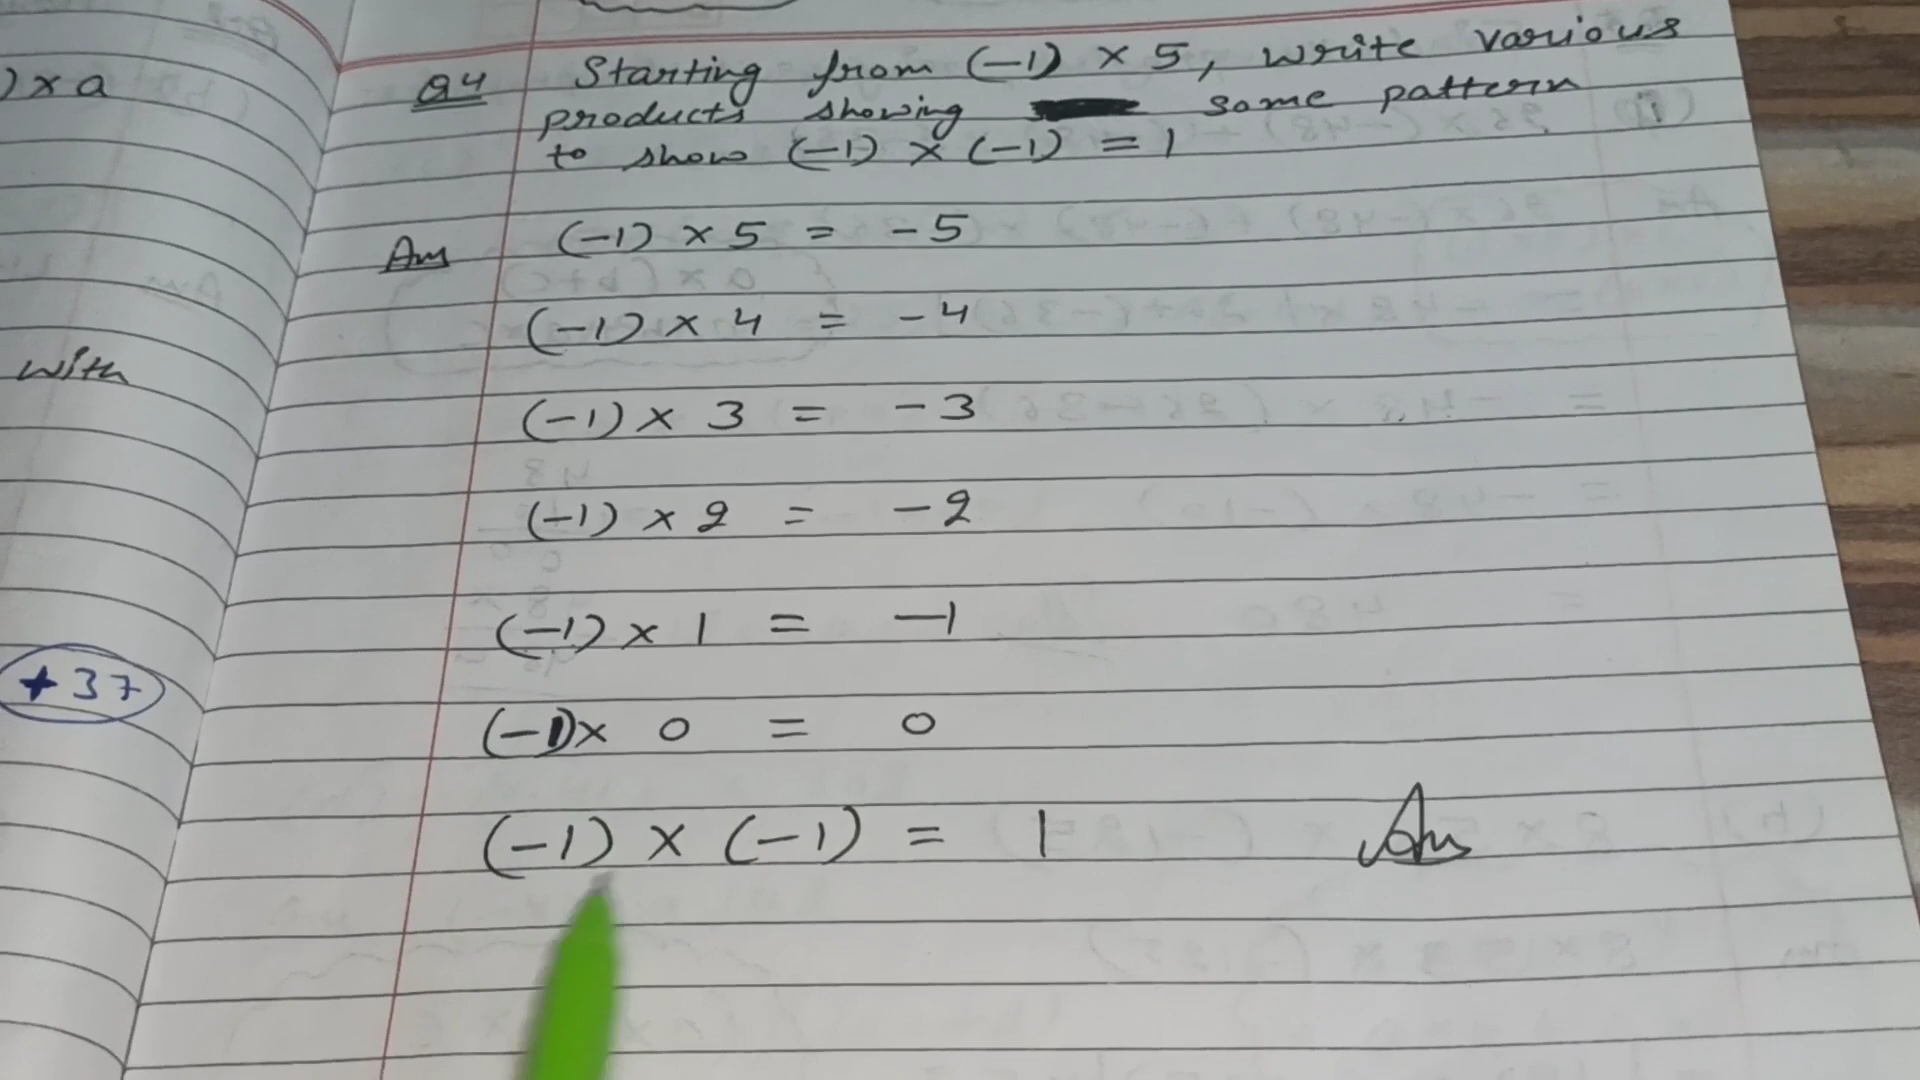 ) x a
with
+37
Q4 Starting from (-1) × 5, write various
products showing some pattern
to show (-1) × (-1) = 1
Ans (-1) × 5 = -5
(-1) × 4 = -4
(-1) × 3 = -3
(-1) × 2 = -2
(-1) × 1 = -1
(-1) × 0 = 0
(-1) × (-1) = 1 Ans